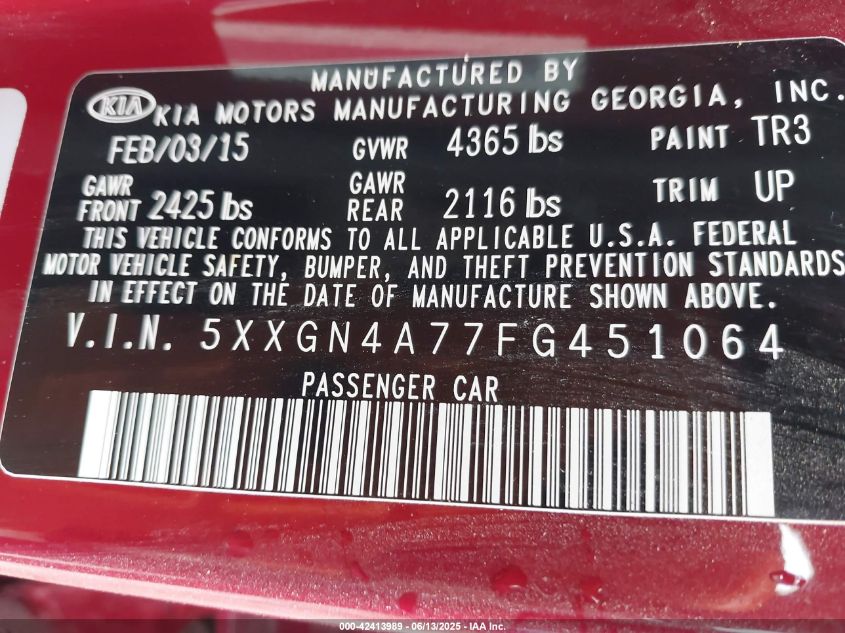 MANUFACTURED BY
KIA KIA MOTORS MANUFACTURING GEORGIA, INC.
FEB/03/15 GVWR 4365 lbs PAINT TR3
GAWR FRONT 2425 lbs GAWR REAR 2116 lbs TRIM UP
THIS VEHICLE CONFORMS TO ALL APPLICABLE U.S.A. FEDERAL
MOTOR VEHICLE SAFETY, BUMPER, AND THEFT PREVENTION STANDARDS
IN EFFECT ON THE DATE OF MANUFACTURE SHOWN ABOVE.
V.I.N. 5XXGN4A77FG451064
PASSENGER CAR
000-42413989 - 06/13/2025 - IAA Inc.